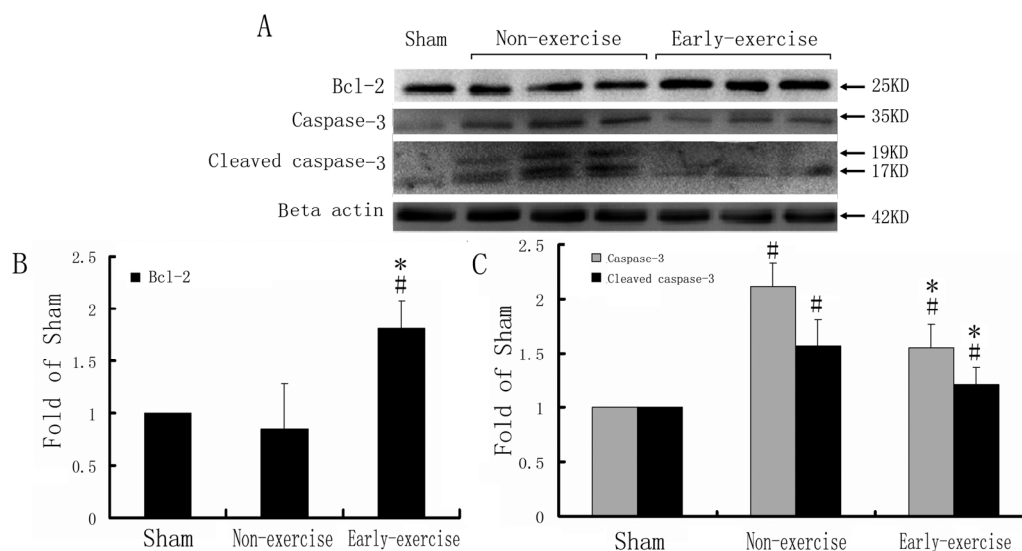 A
Sham Non-exercise Early-exercise
Bcl-2 25KD
Caspase-3 35KD
Cleaved caspase-3 19KD
17KD
Beta actin 42KD
B
Fold of Sham
2.5
2
1.5
1
0.5
0
Bcl-2
*
#
Sham Non-exercise Early-exercise
C
Fold of Sham
2.5
2
1.5
1
0.5
0
Caspase-3
Cleaved caspase-3
#
#
*
#
*
#
Sham Non-exercise Early-exercise